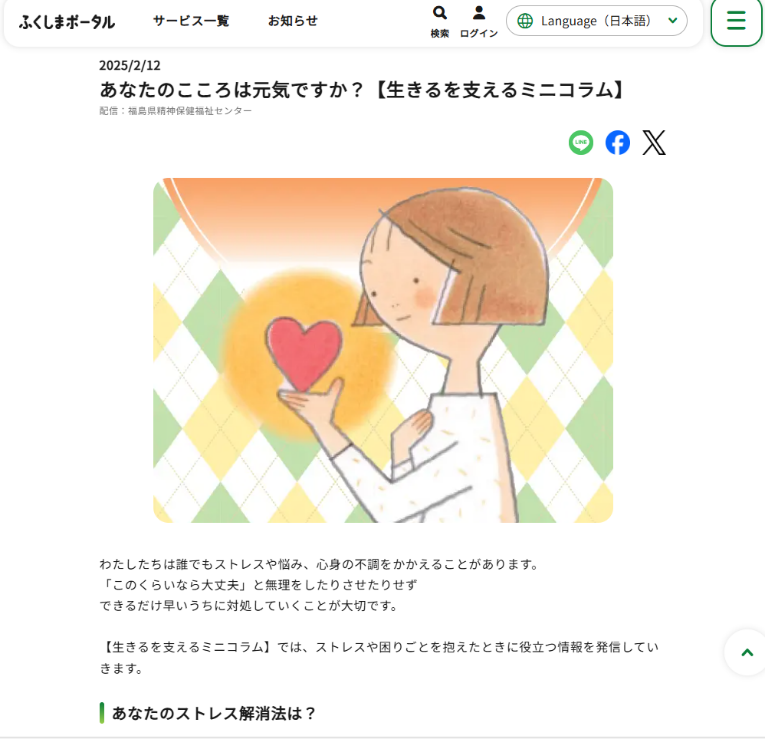 ふくしまポータル
サービス一覧
お知らせ
検索
ログイン
Language（日本語）
2025/2/12
あなたのこころは元気ですか？【生きるを支えるミニコラム】
配信：福島県精神保健福祉センター
LINE
わたしたちは誰でもストレスや悩み、心身の不調をかかえることがあります。
「このくらいなら大丈夫」と無理をしたりさせたりせず
できるだけ早いうちに対処していくことが大切です。
【生きるを支えるミニコラム】では、ストレスや困りごとを抱えたときに役立つ情報を発信してい
きます。
あなたのストレス解消法は？